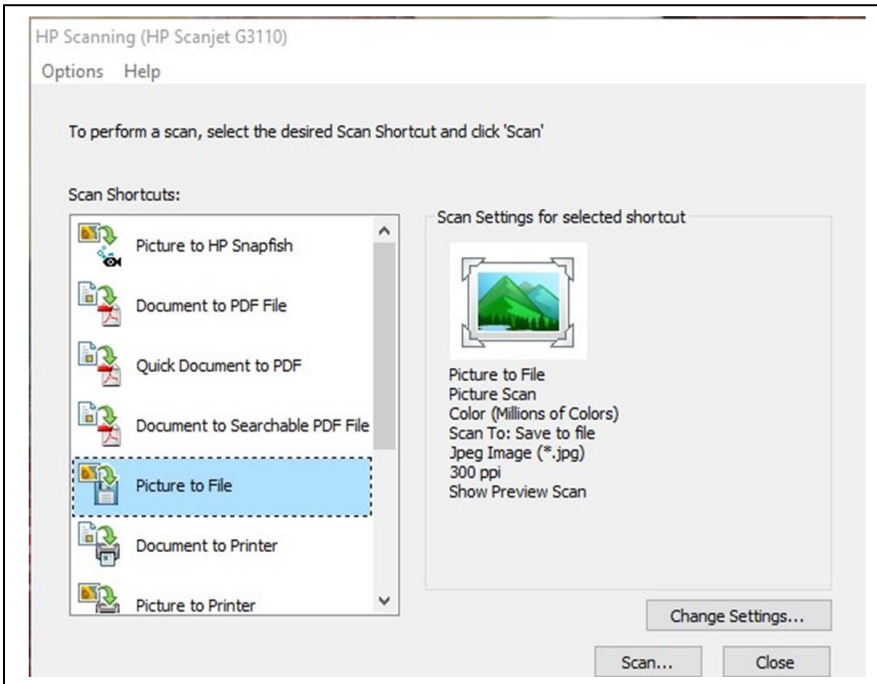 HP Scanning (HP Scanjet G3110)
Options Help
To perform a scan, select the desired Scan Shortcut and click 'Scan'
Scan Shortcuts:
Picture to HP Snapfish
Document to PDF File
Quick Document to PDF
Document to Searchable PDF File
Picture to File
Document to Printer
Picture to Printer
Scan Settings for selected shortcut
Picture to File
Picture Scan
Color (Millions of Colors)
Scan To: Save to file
Jpeg Image (*.jpg)
300 ppi
Show Preview Scan
Change Settings...
Scan... Close